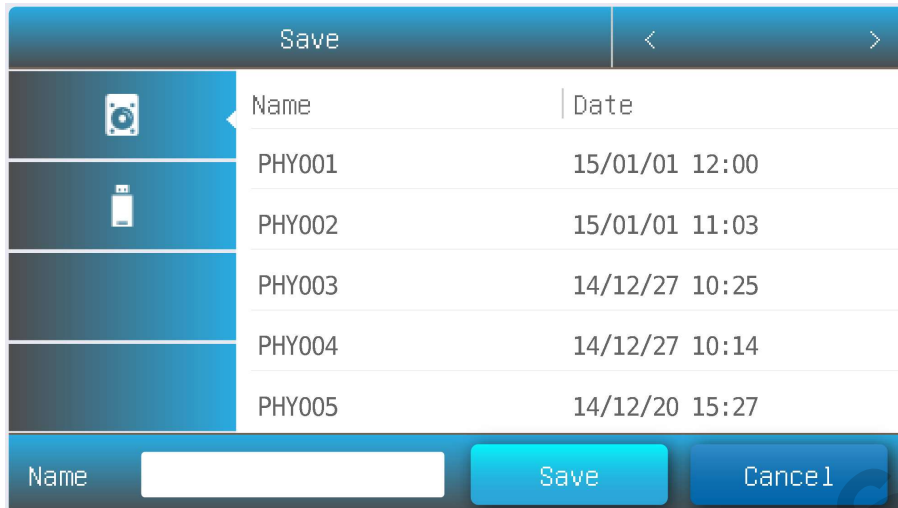 Save < >
Name Date
PHY001 15/01/01 12:00
PHY002 15/01/01 11:03
PHY003 14/12/27 10:25
PHY004 14/12/27 10:14
PHY005 14/12/20 15:27
Name Save Cancel